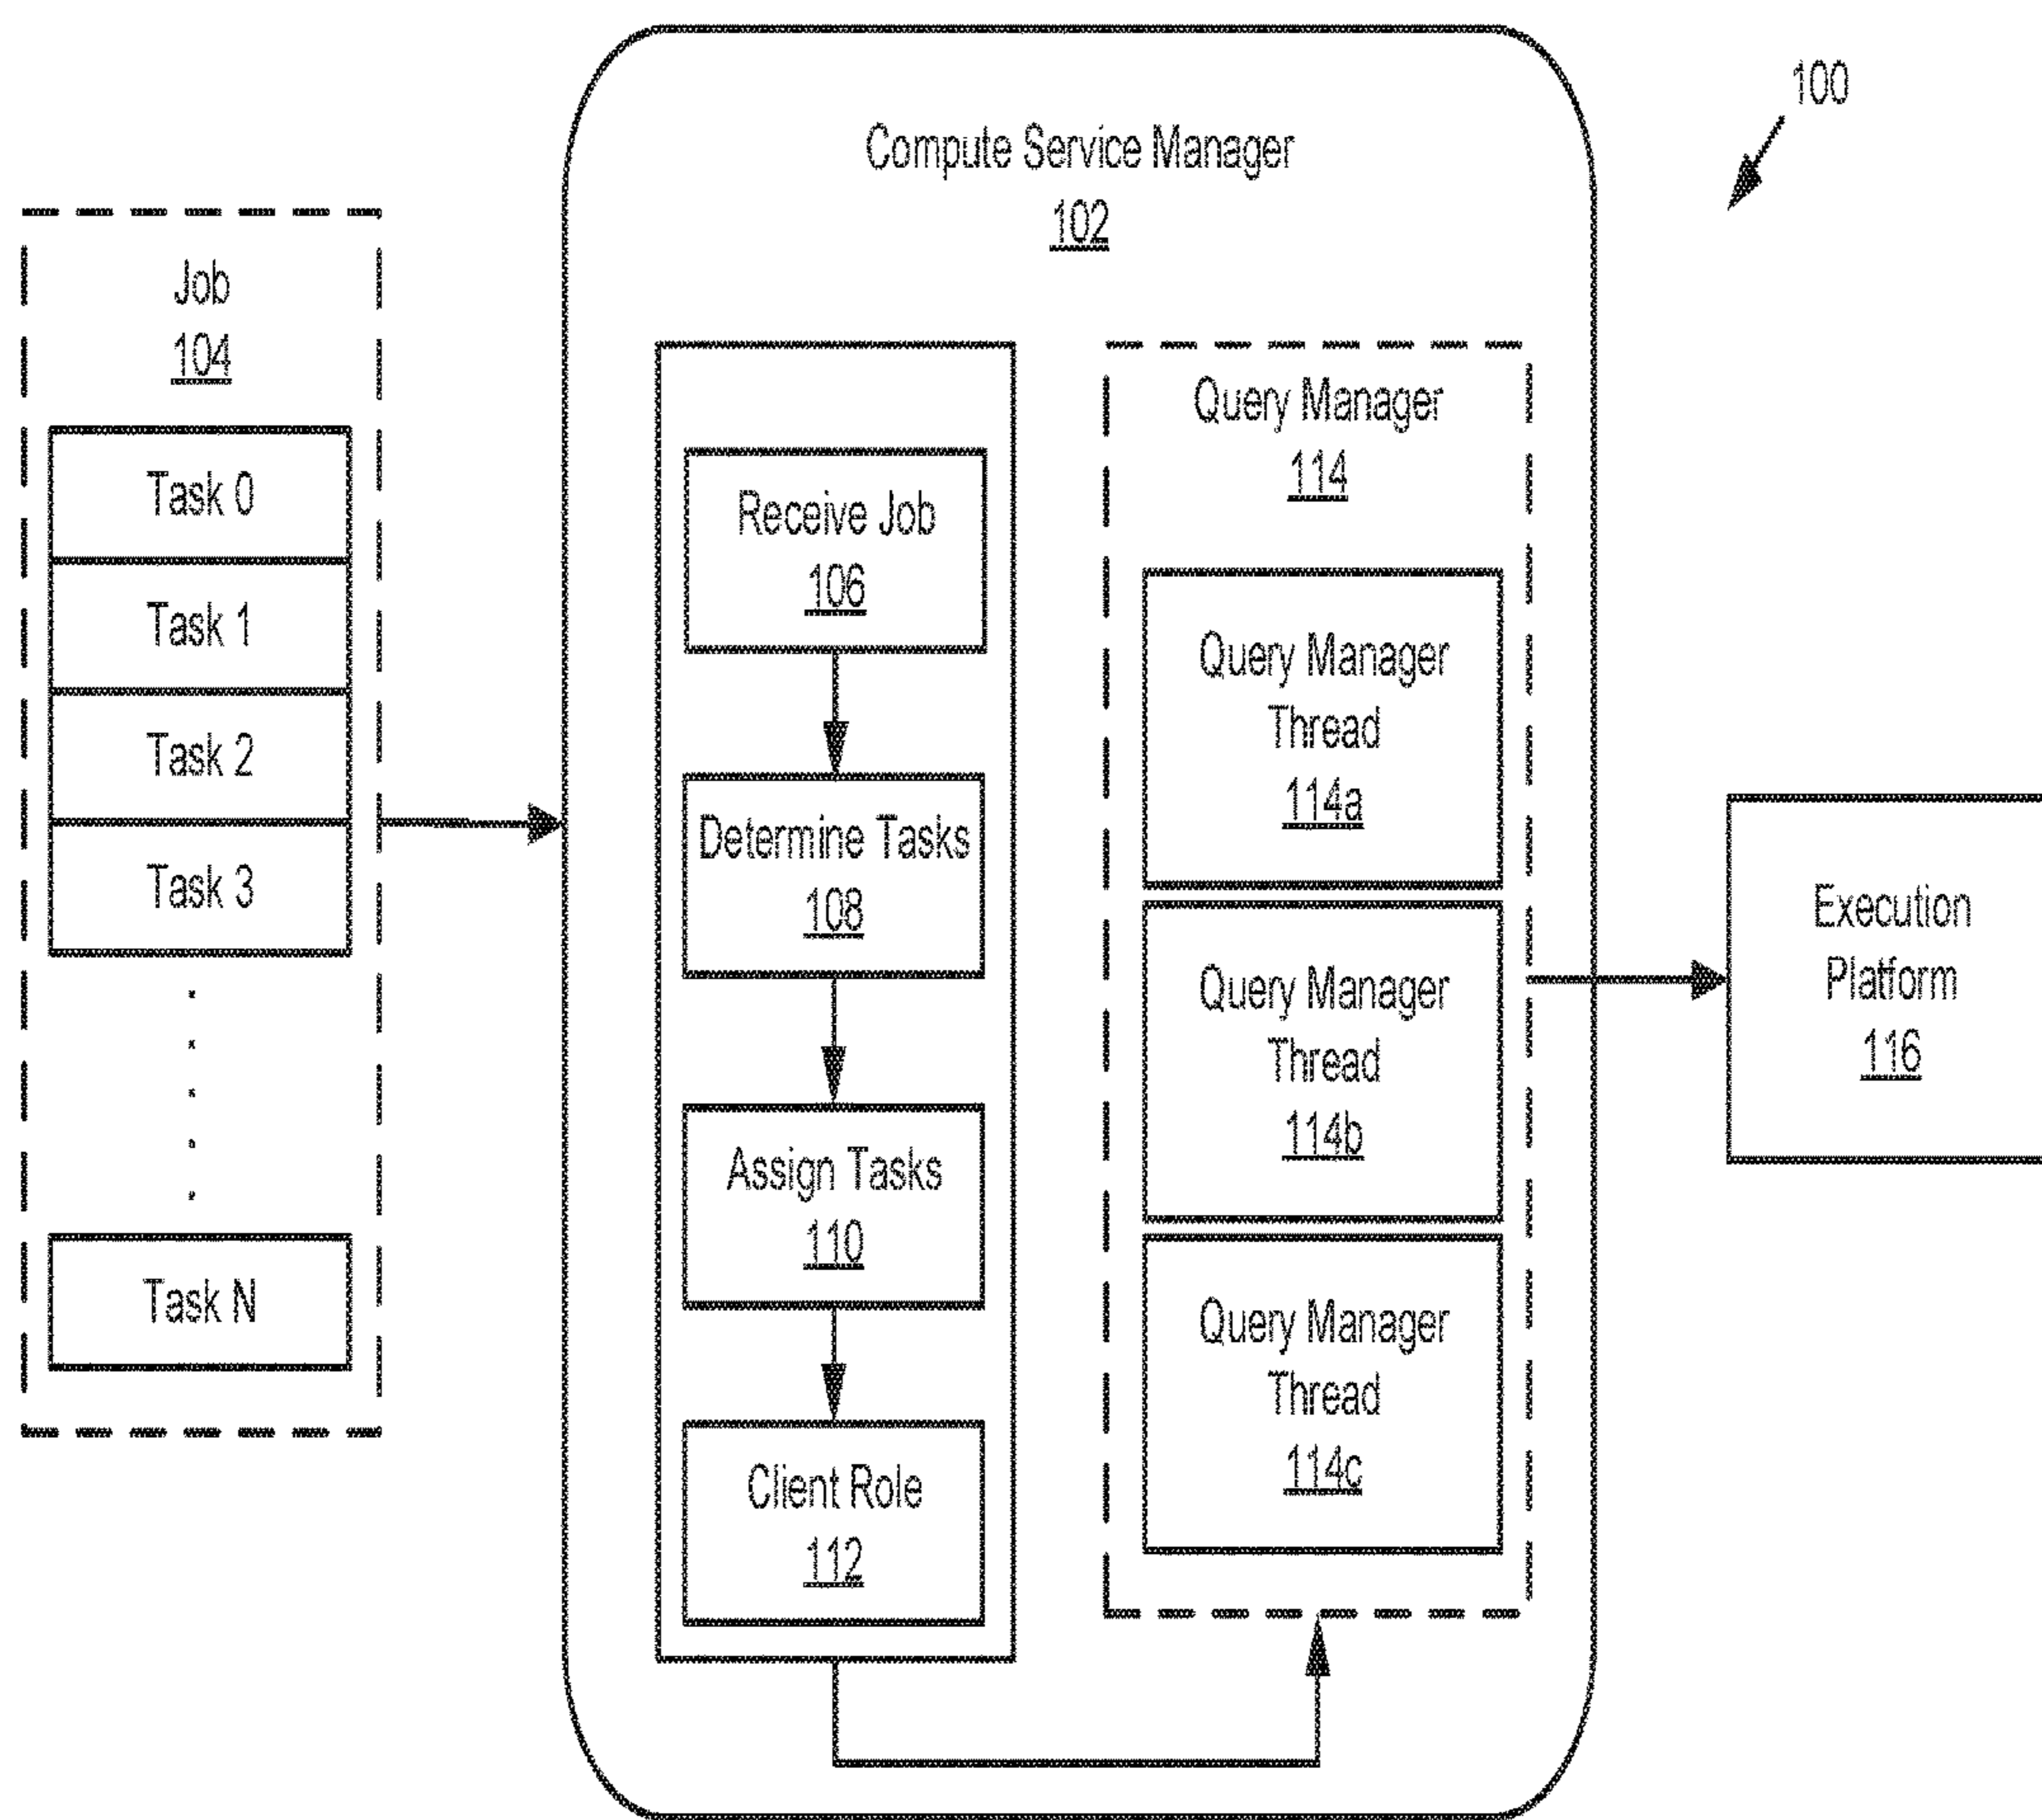 100
Compute Service Manager
102
Job
104
Task 0
Task 1
Task 2
Task 3
Task N
Receive Job
106
Determine Tasks
108
Assign Tasks
110
Client Role
112
Query Manager
114
Query Manager
Thread
114a
Query Manager
Thread
114b
Query Manager
Thread
114c
Execution
Platform
116